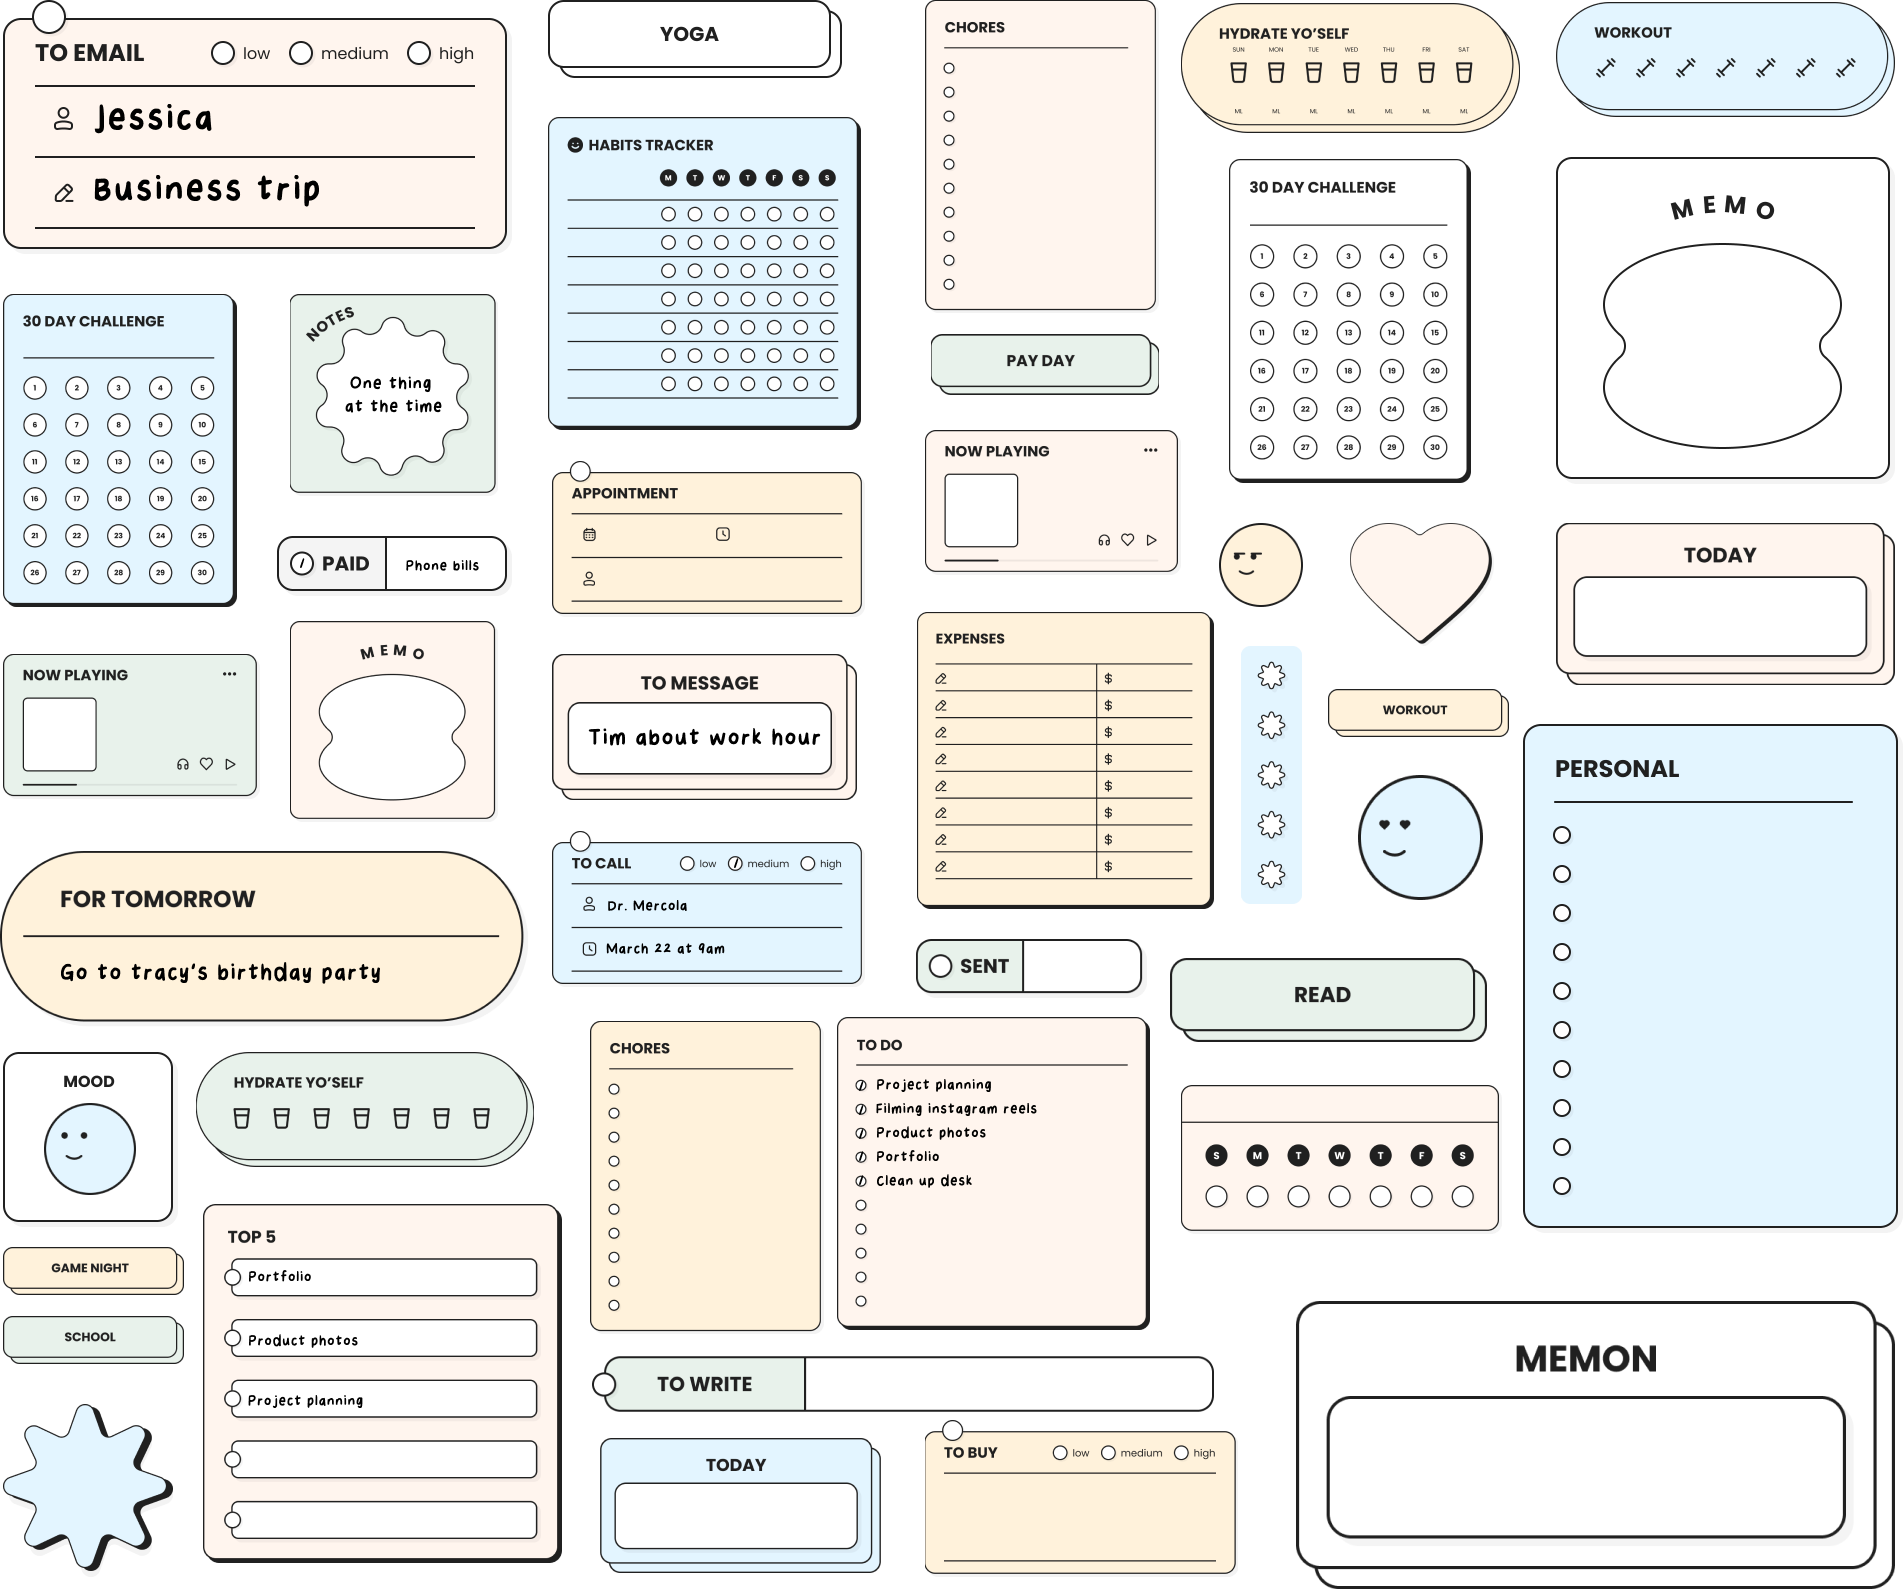 TO EMAIL low medium high
Jessica
Business trip
30 DAY CHALLENGE
1 2 3 4 5
6 7 8 9 10
11 12 13 14 15
16 17 18 19 20
21 22 23 24 25
26 27 28 29 30
NOTES
One thing
at the time
PAID Phone bills
NOW PLAYING
MEMO
FOR TOMORROW
Go to tracy's birthday party
MOOD
HYDRATE YO'SELF
GAME NIGHT
SCHOOL
TOP 5
Portfolio
Product photos
Project planning
YOGA
HABITS TRACKER
M T W T F S S
APPOINTMENT
TO MESSAGE
Tim about work hour
TO CALL low medium high
Dr. Mercola
March 22 at 9am
CHORES
TO DO
Project planning
Filming instagram reels
Product photos
Portfolio
Clean up desk
TO WRITE
TODAY
TO BUY low medium high
CHORES
PAY DAY
NOW PLAYING
EXPENSES
$
$
$
$
$
$
$
$
SENT
HYDRATE YO'SELF
SUN MON TUE WED THU FRI SAT
ML ML ML ML ML ML ML
30 DAY CHALLENGE
1 2 3 4 5
6 7 8 9 10
11 12 13 14 15
16 17 18 19 20
21 22 23 24 25
26 27 28 29 30
WORKOUT
READ
S M T W T F S
WORKOUT
MEMO
TODAY
PERSONAL
MEMON